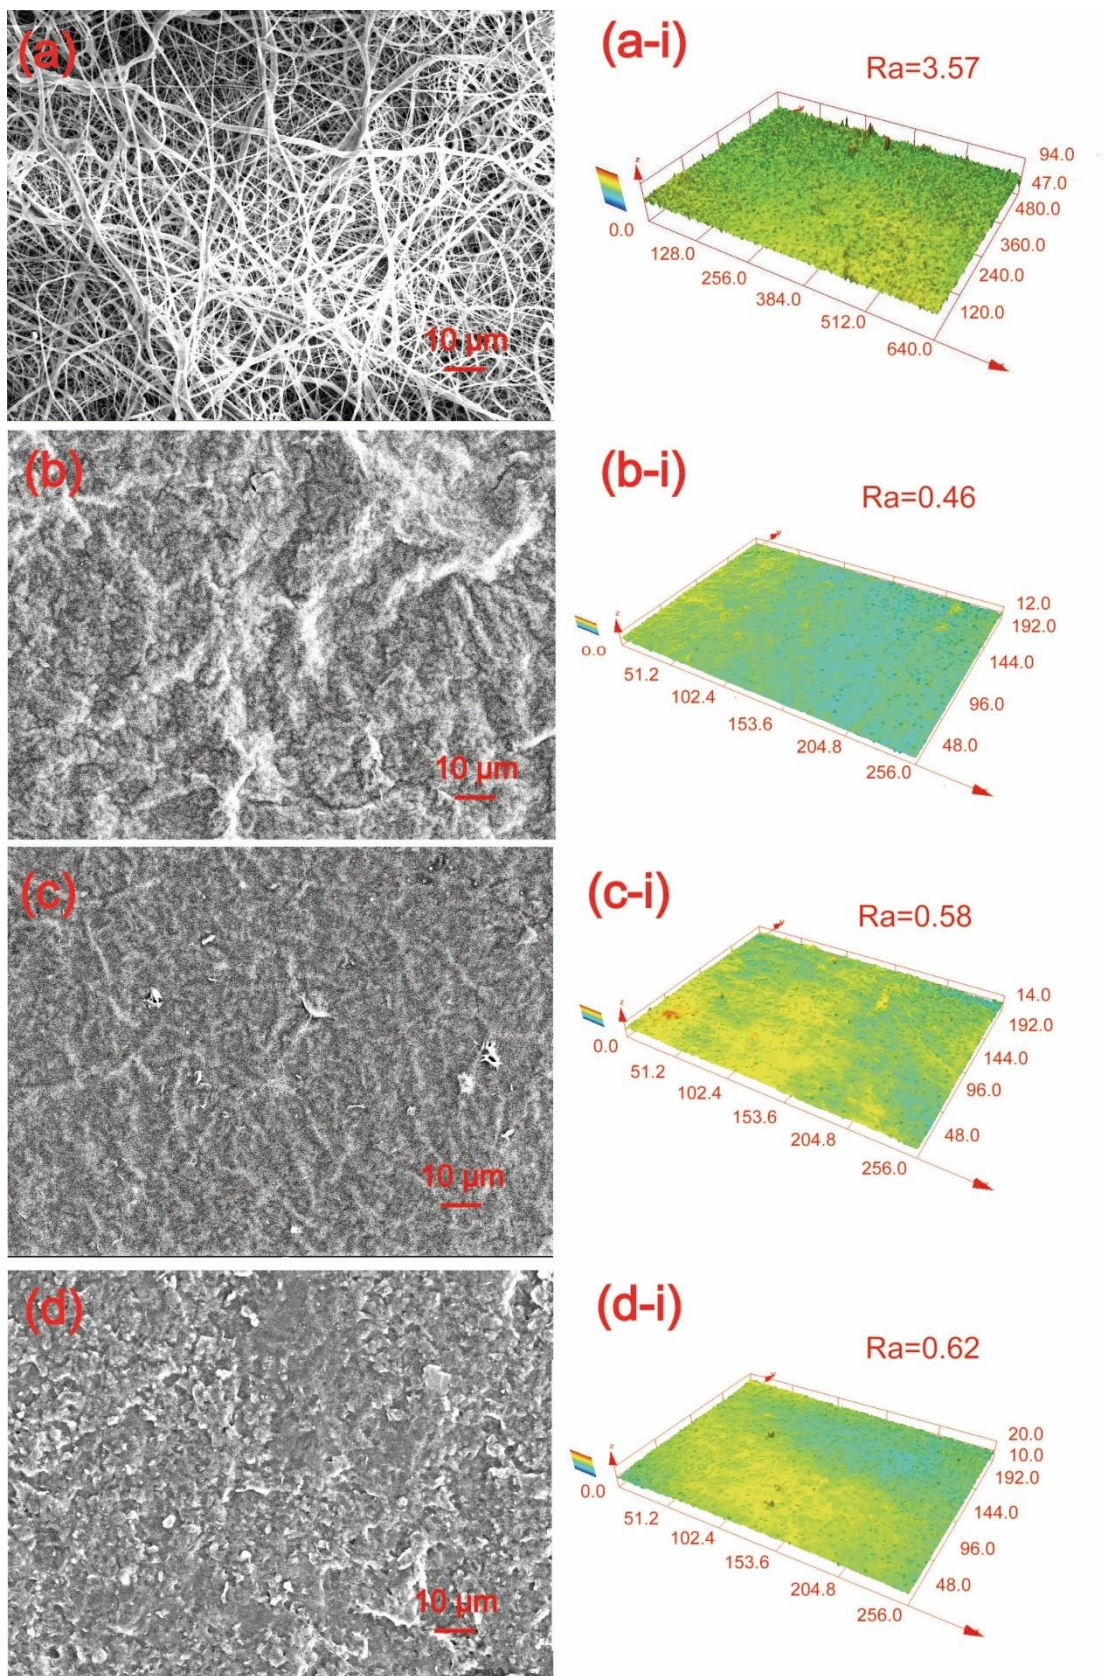 (a)
10 µm
(a-i)
Ra=3.57
z
y
94.0
47.0
480.0
360.0
240.0
120.0
0.0
128.0
256.0
384.0
512.0
640.0
(b)
10 µm
(b-i)
Ra=0.46
z
y
12.0
192.0
144.0
96.0
48.0
0.0
51.2
102.4
153.6
204.8
256.0
(c)
10 µm
(c-i)
Ra=0.58
z
y
14.0
192.0
144.0
96.0
48.0
0.0
51.2
102.4
153.6
204.8
256.0
(d)
10 µm
(d-i)
Ra=0.62
z
y
20.0
10.0
192.0
144.0
96.0
48.0
0.0
51.2
102.4
153.6
204.8
256.0